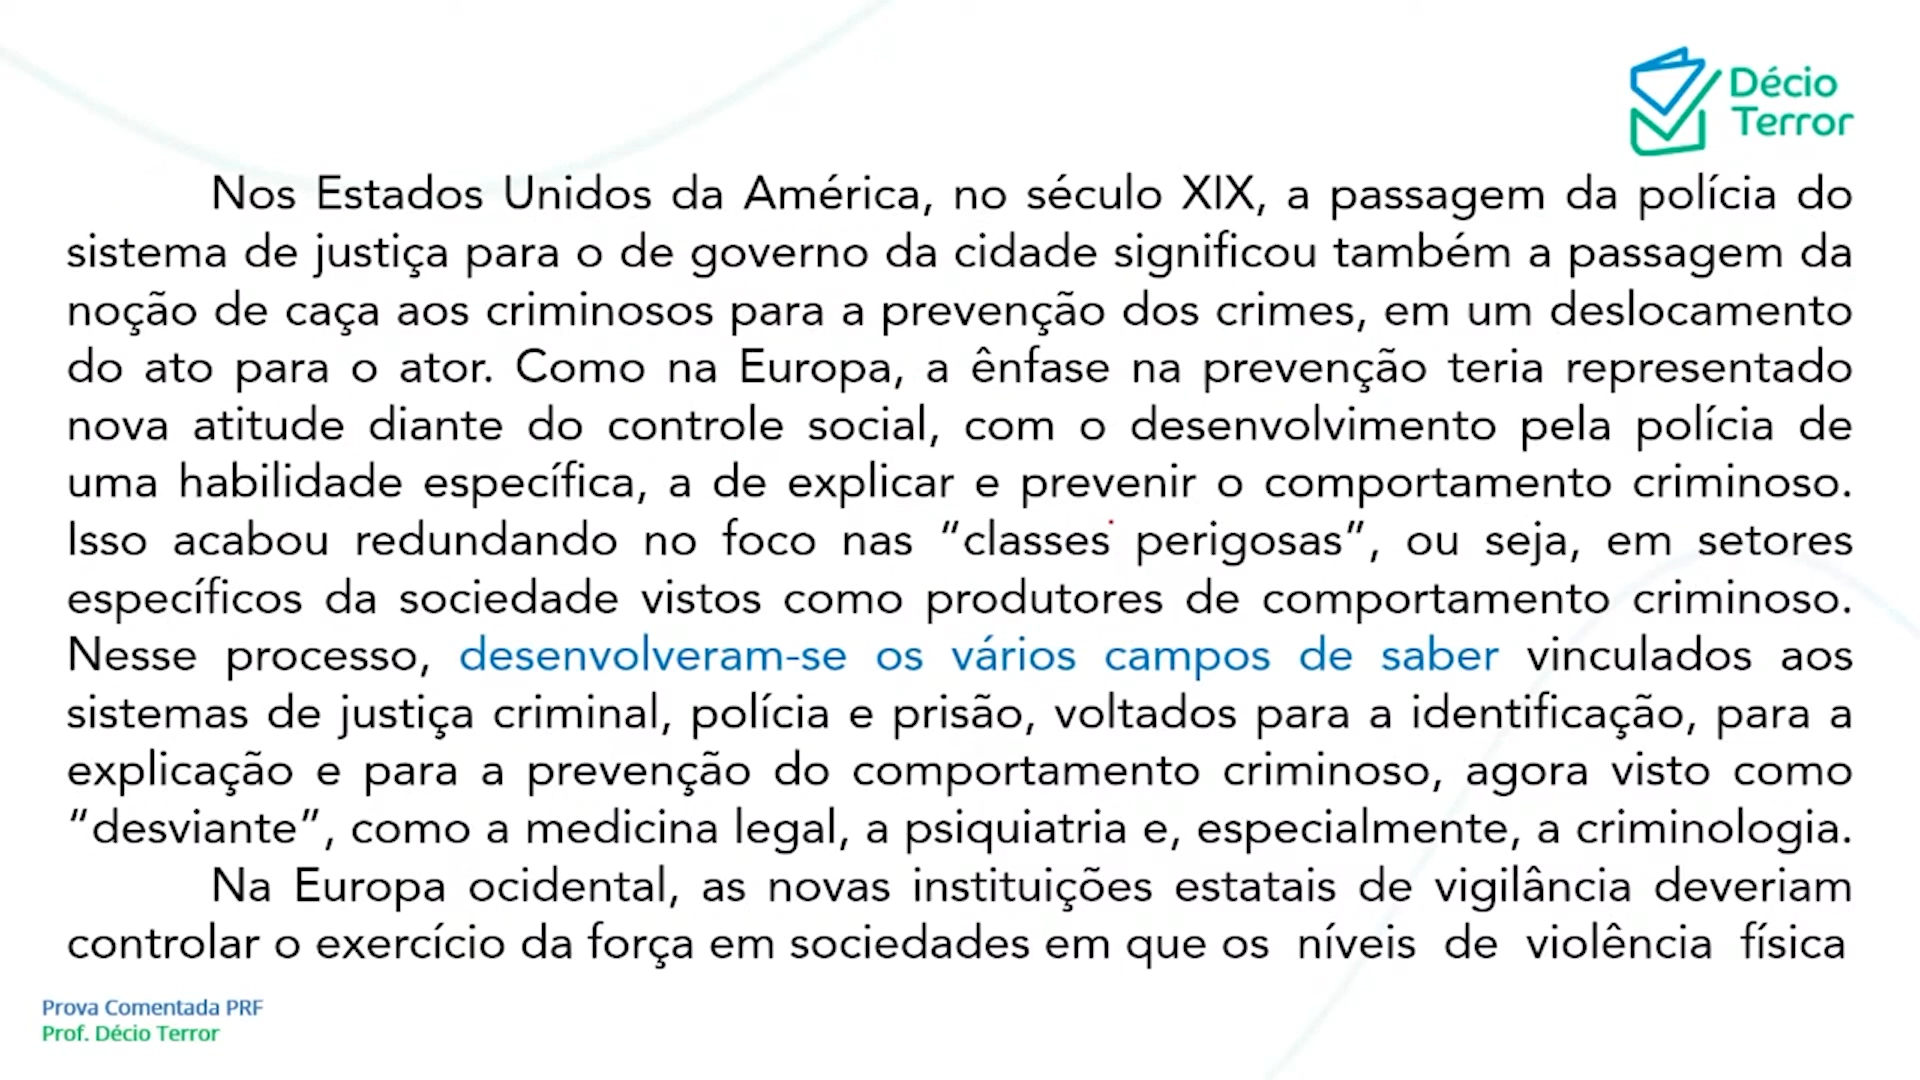 Décio
Terror
Nos Estados Unidos da América, no século XIX, a passagem da polícia do
sistema de justiça para o de governo da cidade significou também a passagem da
noção de caça aos criminosos para a prevenção dos crimes, em um deslocamento
do ato para o ator. Como na Europa, a ênfase na prevenção teria representado
nova atitude diante do controle social, com o desenvolvimento pela polícia de
uma habilidade específica, a de explicar e prevenir o comportamento criminoso.
Isso acabou redundando no foco nas “classes perigosas”, ou seja, em setores
específicos da sociedade vistos como produtores de comportamento criminoso.
Nesse processo, desenvolveram-se os vários campos de saber vinculados aos
sistemas de justiça criminal, polícia e prisão, voltados para a identificação, para a
explicação e para a prevenção do comportamento criminoso, agora visto como
“desviante”, como a medicina legal, a psiquiatria e, especialmente, a criminologia.
Na Europa ocidental, as novas instituições estatais de vigilância deveriam
controlar o exercício da força em sociedades em que os níveis de violência física
Prova Comentada PRF
Prof. Décio Terror